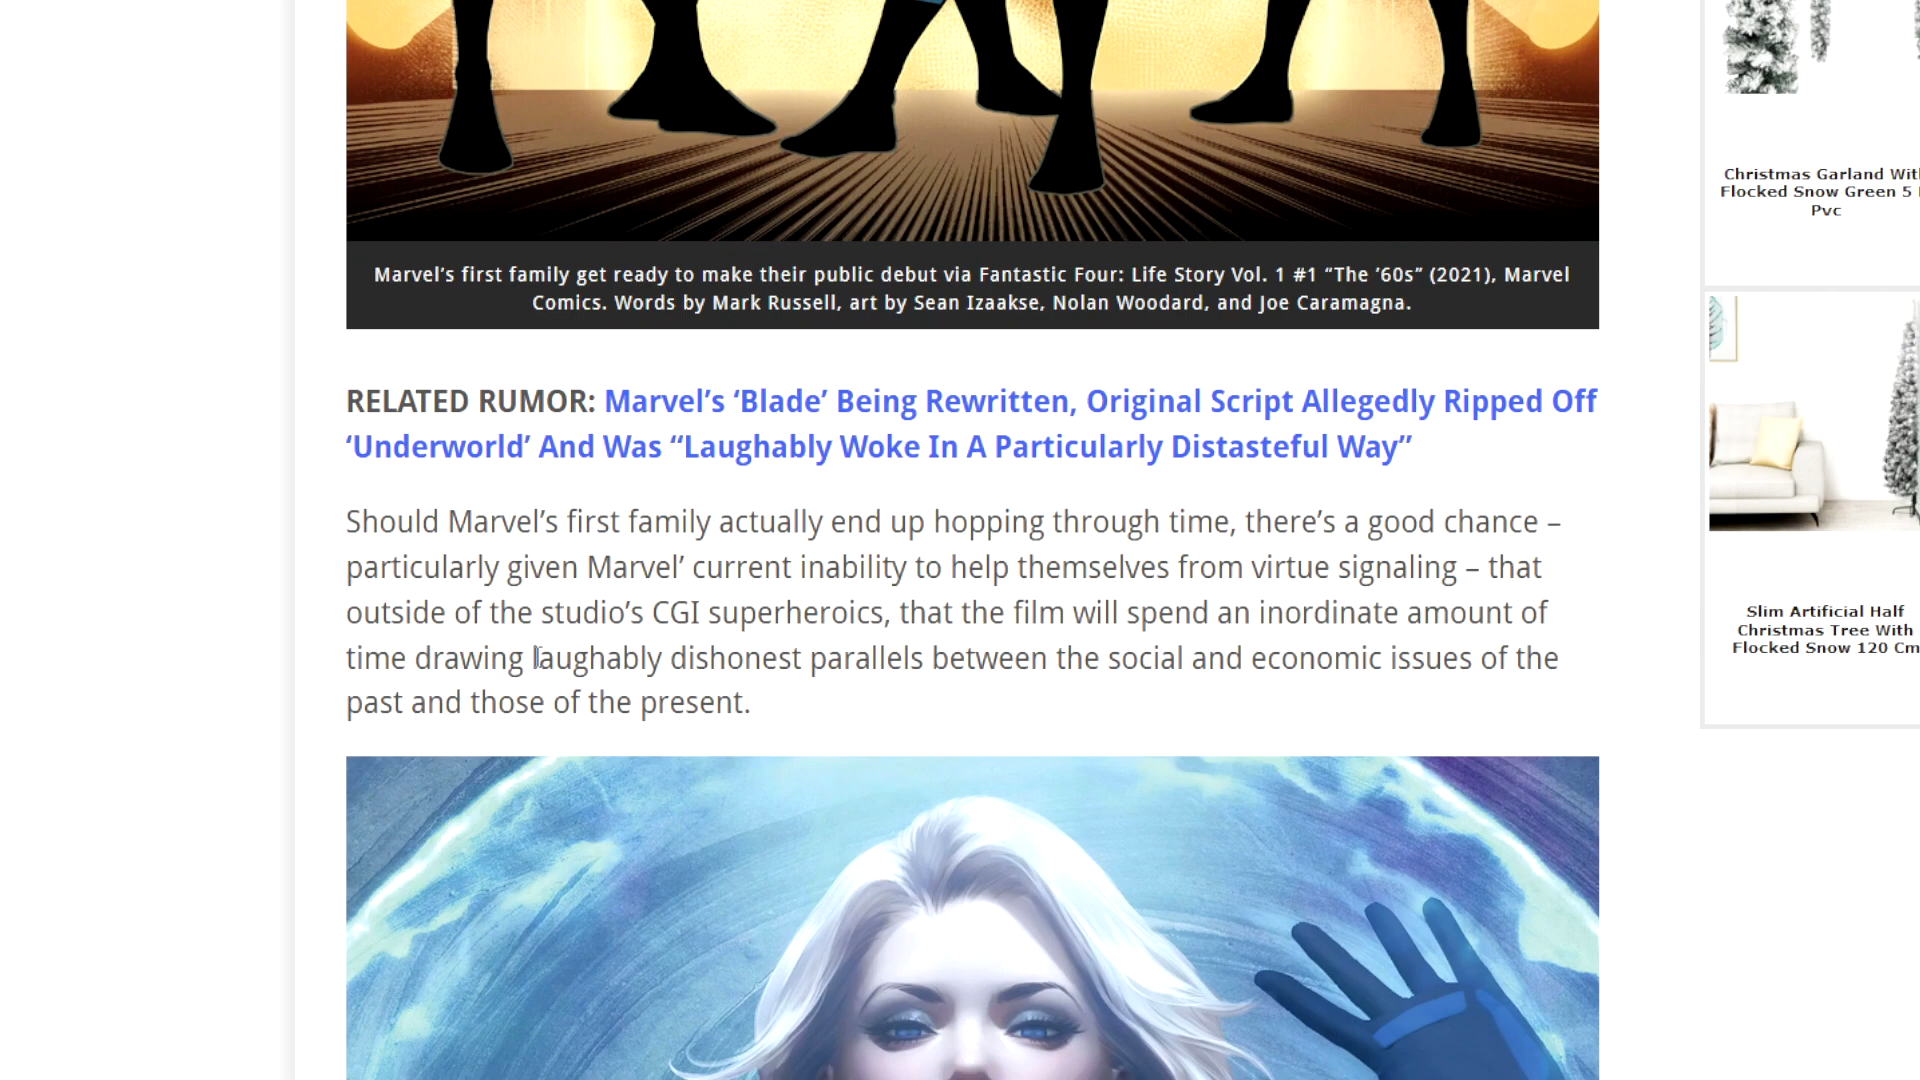 Marvel’s first family get ready to make their public debut via Fantastic Four: Life Story Vol. 1 #1 “The ’60s” (2021), Marvel
Comics. Words by Mark Russell, art by Sean Izaakse, Nolan Woodard, and Joe Caramagna.
RELATED RUMOR: Marvel’s ‘Blade’ Being Rewritten, Original Script Allegedly Ripped Off
‘Underworld’ And Was “Laughably Woke In A Particularly Distasteful Way”
Should Marvel’s first family actually end up hopping through time, there’s a good chance –
particularly given Marvel’ current inability to help themselves from virtue signaling – that
outside of the studio’s CGI superheroics, that the film will spend an inordinate amount of
time drawing laughably dishonest parallels between the social and economic issues of the
past and those of the present.
Christmas Garland With
Flocked Snow Green 5
Pvc
Slim Artificial Half
Christmas Tree With
Flocked Snow 120 Cm